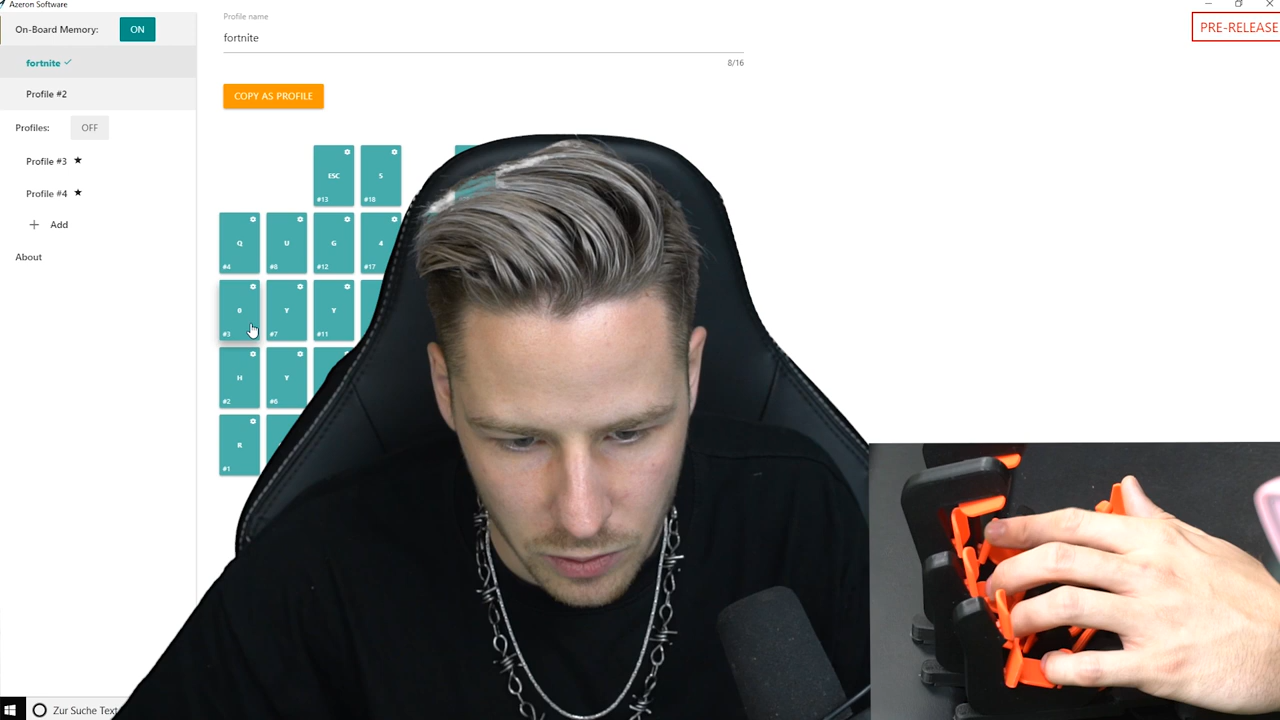 Azeron Software
On-Board Memory:
ON
fortnite
Profile #2
Profiles:
OFF
Profile #3
Profile #4
Add
About
Profile name
fortnite
8/16
COPY AS PROFILE
PRE-RELEASE
ESC
#13
5
#18
Q
#4
U
#8
G
#12
4
#17
#3
Y
#7
Y
#11
H
#2
Y
#6
R
#1
Zur Suche Text